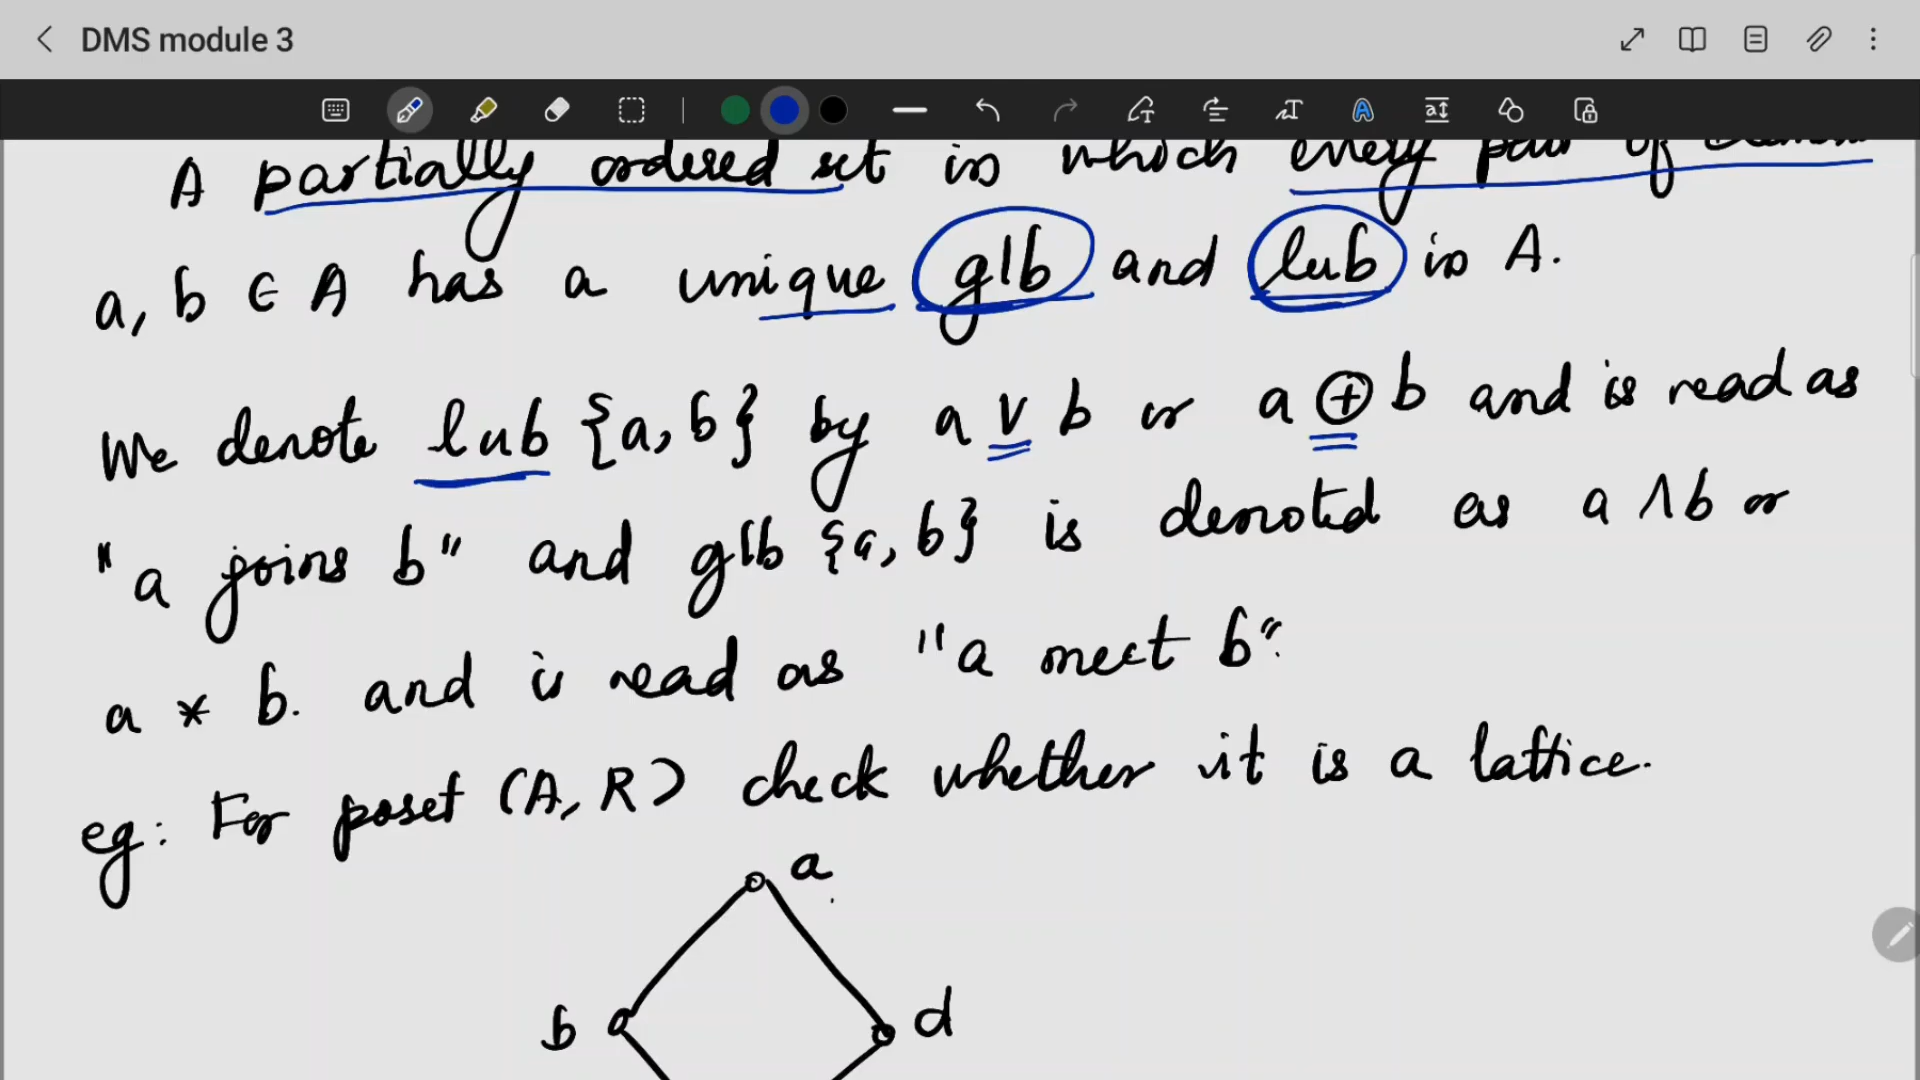 DMS module 3
A partially ordered set in which every pair of
a, b ∈ A has a unique glb and lub in A.
We denote lub {a, b} by a ∨ b or a ⊕ b and is read as
"a joins b" and glb {a, b} is denoted as a ∧ b or
a * b. and is read as "a meet b".
eg: For poset (A, R) check whether it is a lattice.
a
b
d